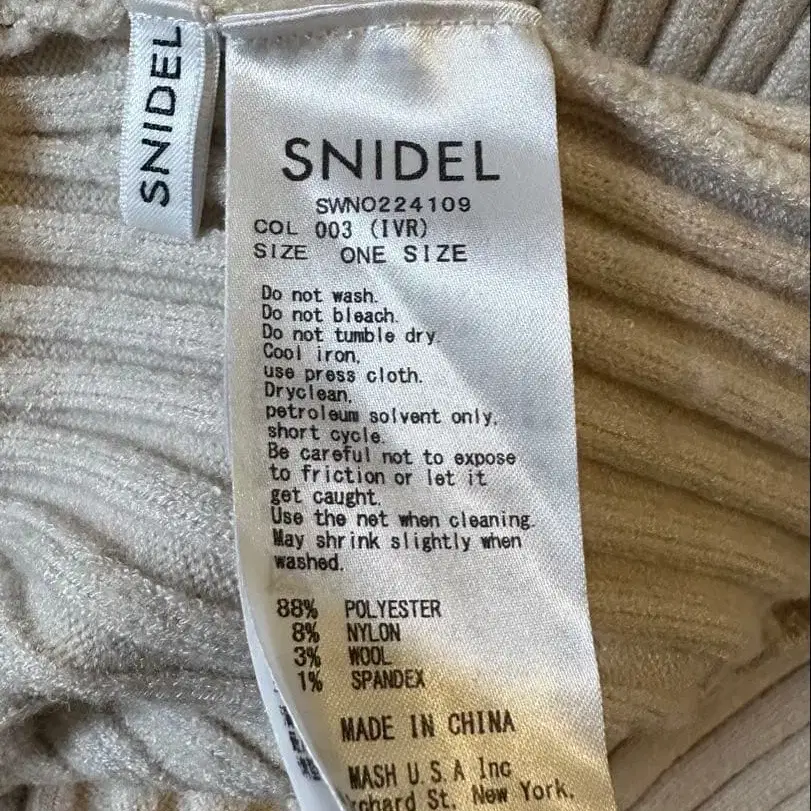 SNIDEL
SNIDEL
SWNO224109
COL 003 (IVR)
SIZE ONE SIZE
Do not wash.
Do not bleach.
Do not tumble dry.
Cool iron,
use press cloth.
Dryclean,
petroleum solvent only,
short cycle.
Be careful not to expose
to friction or let it
get caught.
Use the net when cleaning.
May shrink slightly when
washed.
88% POLYESTER
8% NYLON
3% WOOL
1% SPANDEX
MADE IN CHINA
MASH U.S.A Inc
St. New York.